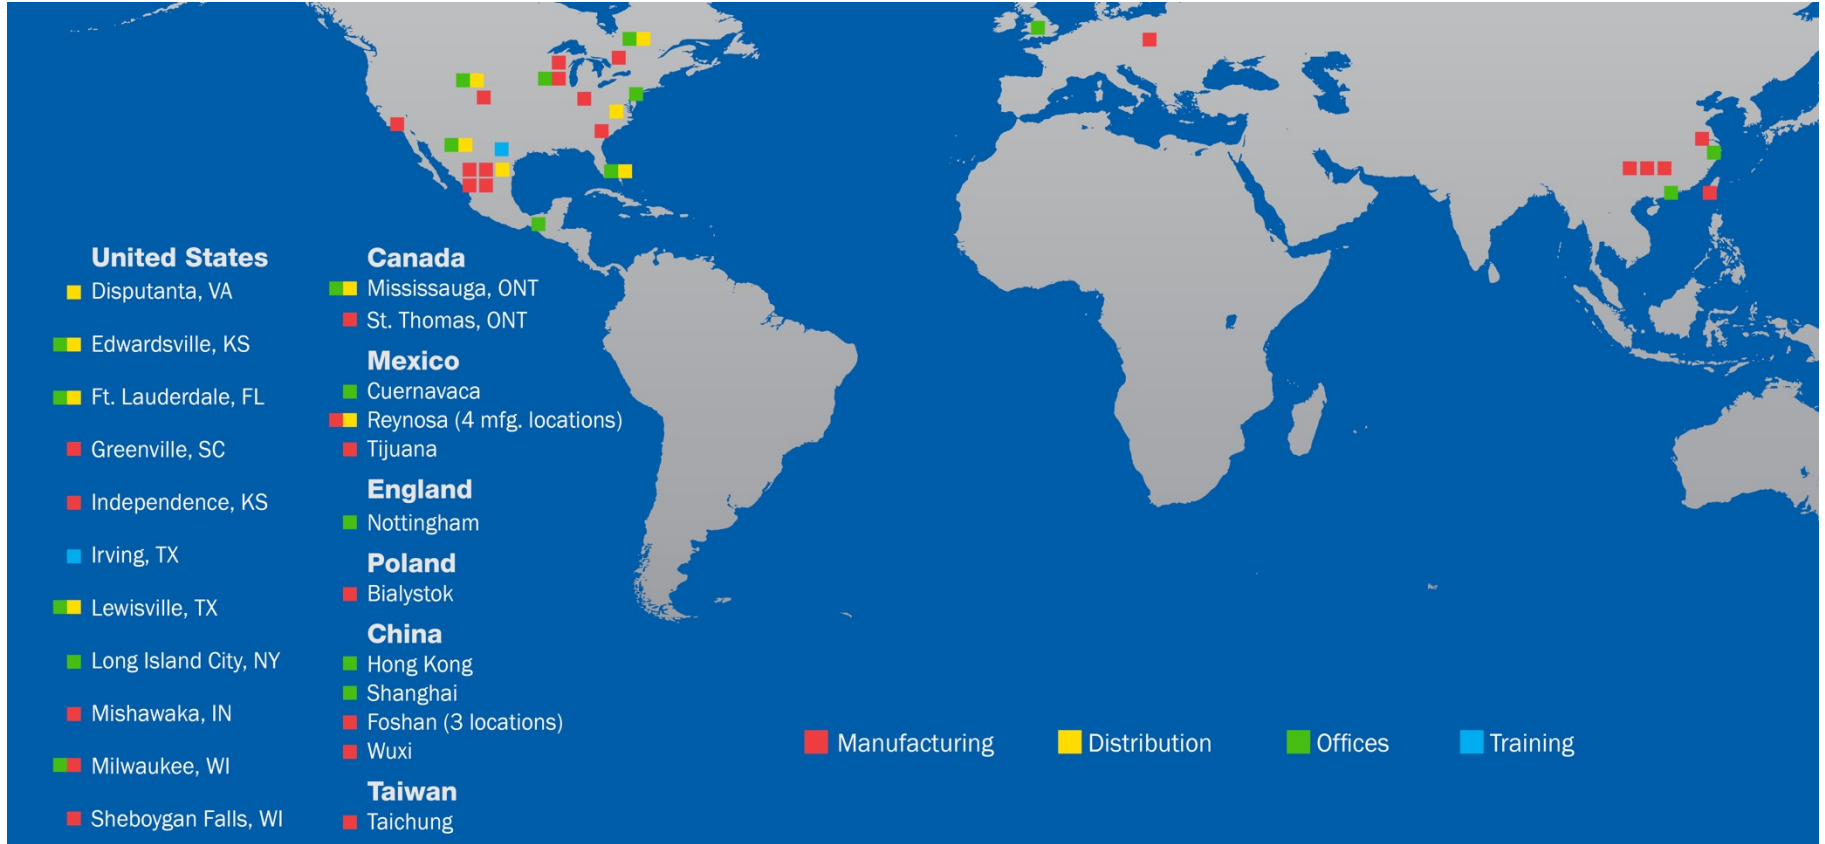 United States
Disputanta, VA
Edwardsville, KS
Ft. Lauderdale, FL
Greenville, SC
Independence, KS
Irving, TX
Lewisville, TX
Long Island City, NY
Mishawaka, IN
Milwaukee, WI
Sheboygan Falls, WI
Canada
Mississauga, ONT
St. Thomas, ONT
Mexico
Cuernavaca
Reynosa (4 mfg. locations)
Tijuana
England
Nottingham
Poland
Bialystok
China
Hong Kong
Shanghai
Foshan (3 locations)
Wuxi
Taiwan
Taichung
Manufacturing Distribution Offices Training